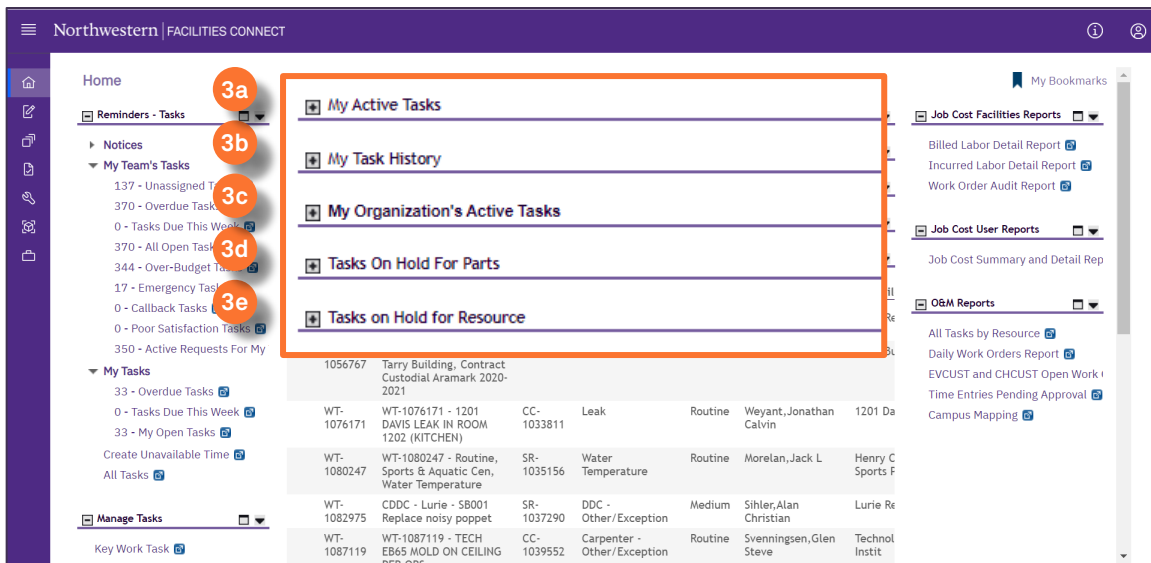 Northwestern | FACILITIES CONNECT
Home
My Bookmarks
3a
3b
3c
3d
3e
Reminders - Tasks
Notices
My Team's Tasks
137 - Unassigned
370 - Overdue Task
0 - Tasks Due This Week
370 - All Open Task
344 - Over-Budget Tasks
17 - Emergency Task
0 - Callback Tasks
0 - Poor Satisfaction Tasks
350 - Active Requests For My
My Tasks
33 - Overdue Tasks
0 - Tasks Due This Week
33 - My Open Tasks
Create Unavailable Time
All Tasks
Manage Tasks
Key Work Task
My Active Tasks
My Task History
My Organization's Active Tasks
Tasks On Hold For Parts
Tasks on Hold for Resource
1056767 Tarry Building, Contract
Custodial Aramark 2020-
2021
WT- WT-1076171 - 1201 CC- Leak Routine Weyant,Jonathan 1201 Da
1076171 DAVIS LEAK IN ROOM 1033811 Calvin
1202 (KITCHEN)
WT- WT-1080247 - Routine, SR- Water Routine Morelan,Jack L Henry C
1080247 Sports & Aquatic Cen, 1035156 Temperature Sports F
Water Temperature
WT- CDDC - Lurie - SB001 SR- DDC - Medium Sihler,Alan Lurie Re
1082975 Replace noisy poppet 1037290 Other/Exception Christian
WT- WT-1087119 - TECH CC- Carpenter - Routine Svenningsen,Glen Technol
1087119 EB65 MOLD ON CEILING 1039552 Other/Exception Steve Instit
Job Cost Facilities Reports
Billed Labor Detail Report
Incurred Labor Detail Report
Work Order Audit Report
Job Cost User Reports
Job Cost Summary and Detail Rep
O&M Reports
All Tasks by Resource
Daily Work Orders Report
EVCUST and CHCUST Open Work
Time Entries Pending Approval
Campus Mapping